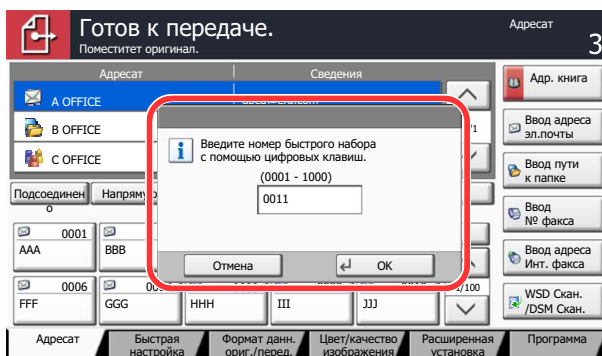 Готов к передаче.
Поместитет оригинал.
Адресат
3
Адресат
Сведения
A OFFICE
B OFFICE
C OFFICE
Введите номер быстрого набора
с помощью цифровых клавиш.
(0001 - 1000)
0011
Отмена
OK
Подсоединен
о
0001
AAA
BBB
0006
FFF
GGG
HHH
III
JJJ
1/100
Адр. книга
Ввод адреса
эл.почты
Ввод пути
к папке
Ввод
№ факса
Ввод адреса
Инт. факса
WSD Скан.
/DSM Скан.
Адресат
Быстрая
настройка
Формат данн.
ориг./перед.
Цвет/качество
изображения
Расширенная
установка
Программа